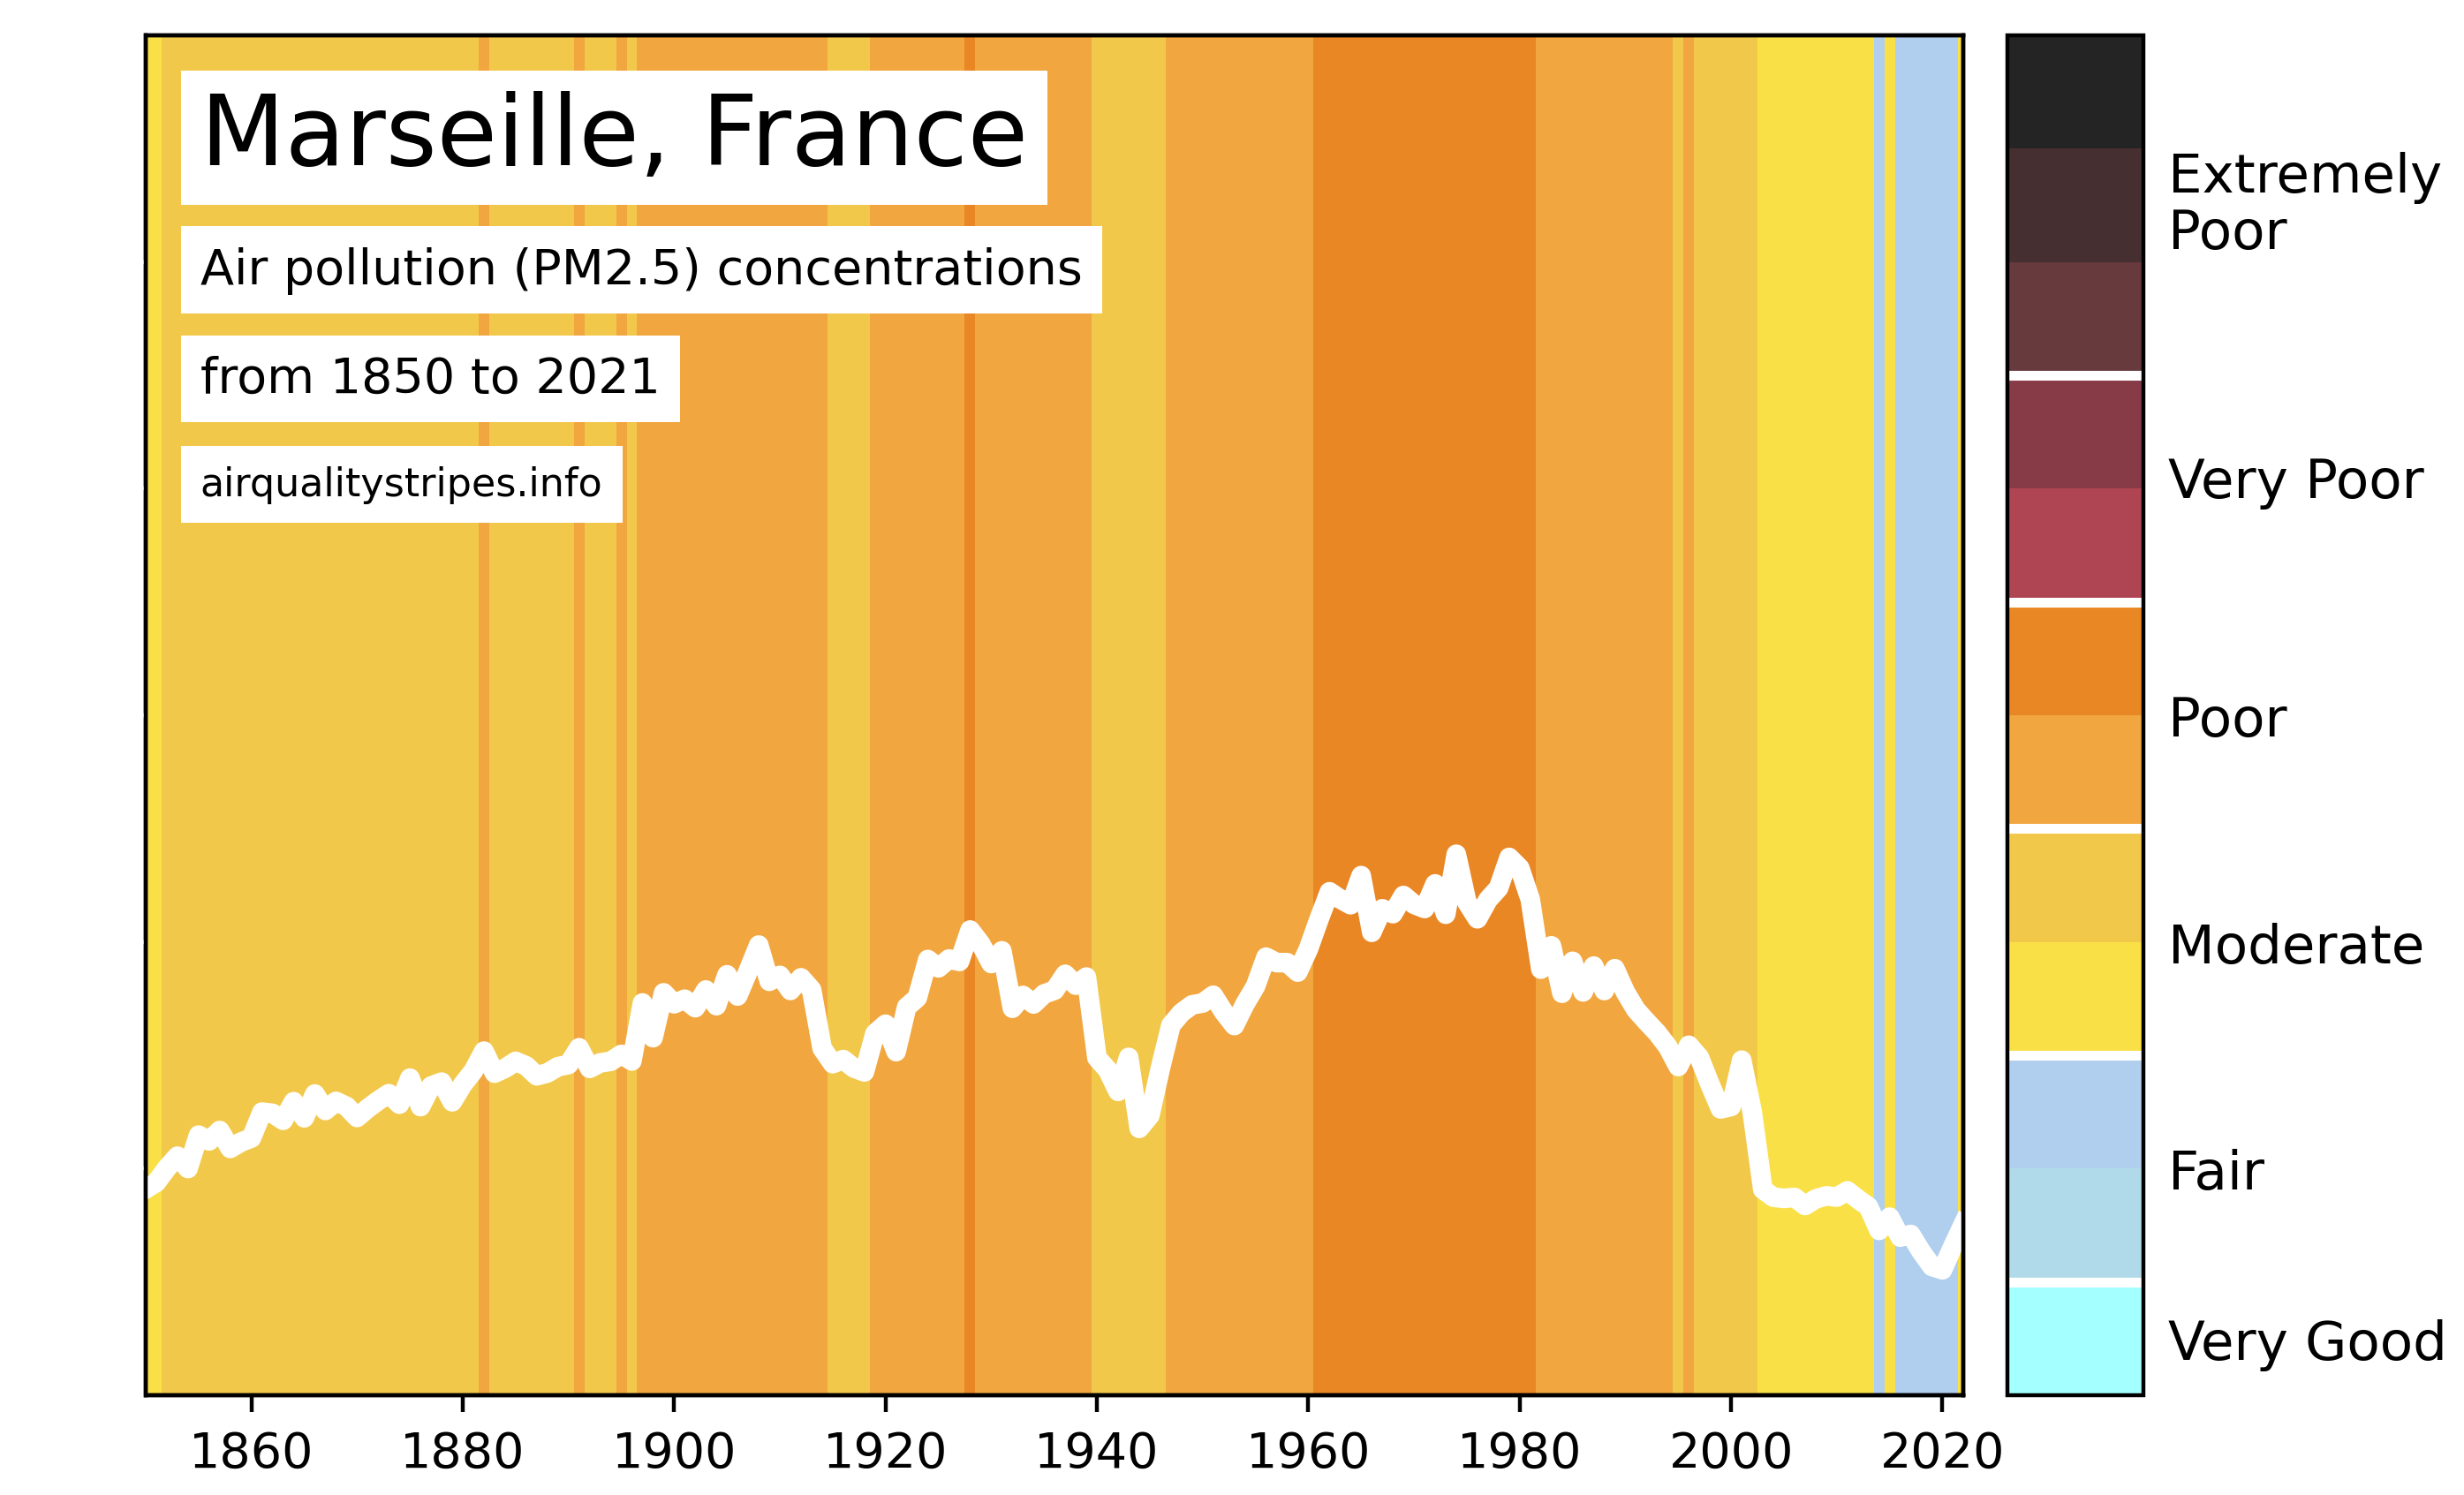 Marseille, France
Air pollution (PM2.5) concentrations
from 1850 to 2021
airqualitystripes.info
Extremely
Poor
Very Poor
Poor
Moderate
Fair
Very Good
1860 1880 1900 1920 1940 1960 1980 2000 2020